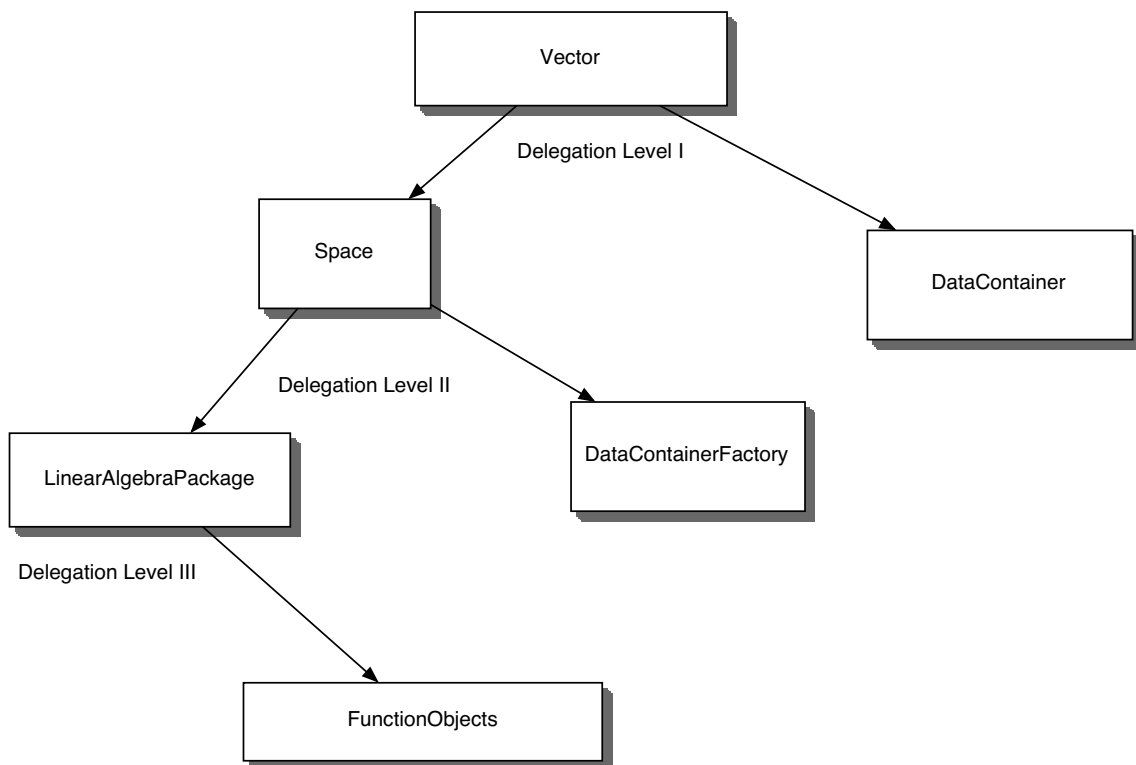 Vector
Delegation Level I
Space
DataContainer
Delegation Level II
DataContainerFactory
LinearAlgebraPackage
Delegation Level III
FunctionObjects